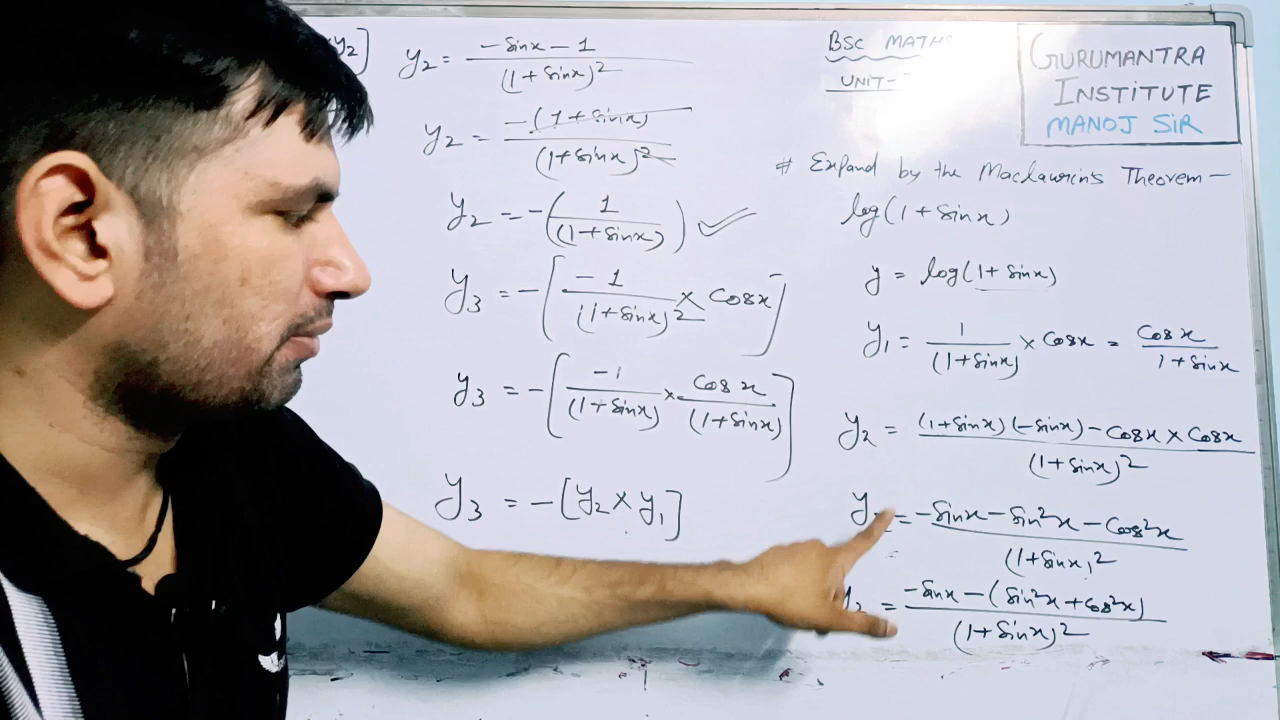 BSC MATH
UNIT-
GURUMANTRA
INSTITUTE
MANOJ SIR
# Expand by the Maclaurin's Theorem —
log(1 + Sinx)
y = log(1 + Sinx)
y₁ = 1/(1+Sinx) × Cosx = Cosx/1+Sinx
y₂ = (1+Sinx)(-Sinx) - Cosx × Cosx/(1+Sinx)²
y = -Sinx - Sin²x - Cos²x/(1+Sinx)²
y₂ = -Sinx - (Sin²x + Cos²x)/(1+Sinx)²
y₂]
y₂ = -Sinx - 1/(1+Sinx)²
y₂ = -(1+Sinx)/(1+Sinx)²
y₂ = -(1/(1+Sinx)) ✓
y₃ = -[-1/(1+Sinx)² × Cosx]
y₃ = -[-1/(1+Sinx) × Cosx/(1+Sinx)]
y₃ = -[y₂ × y₁]